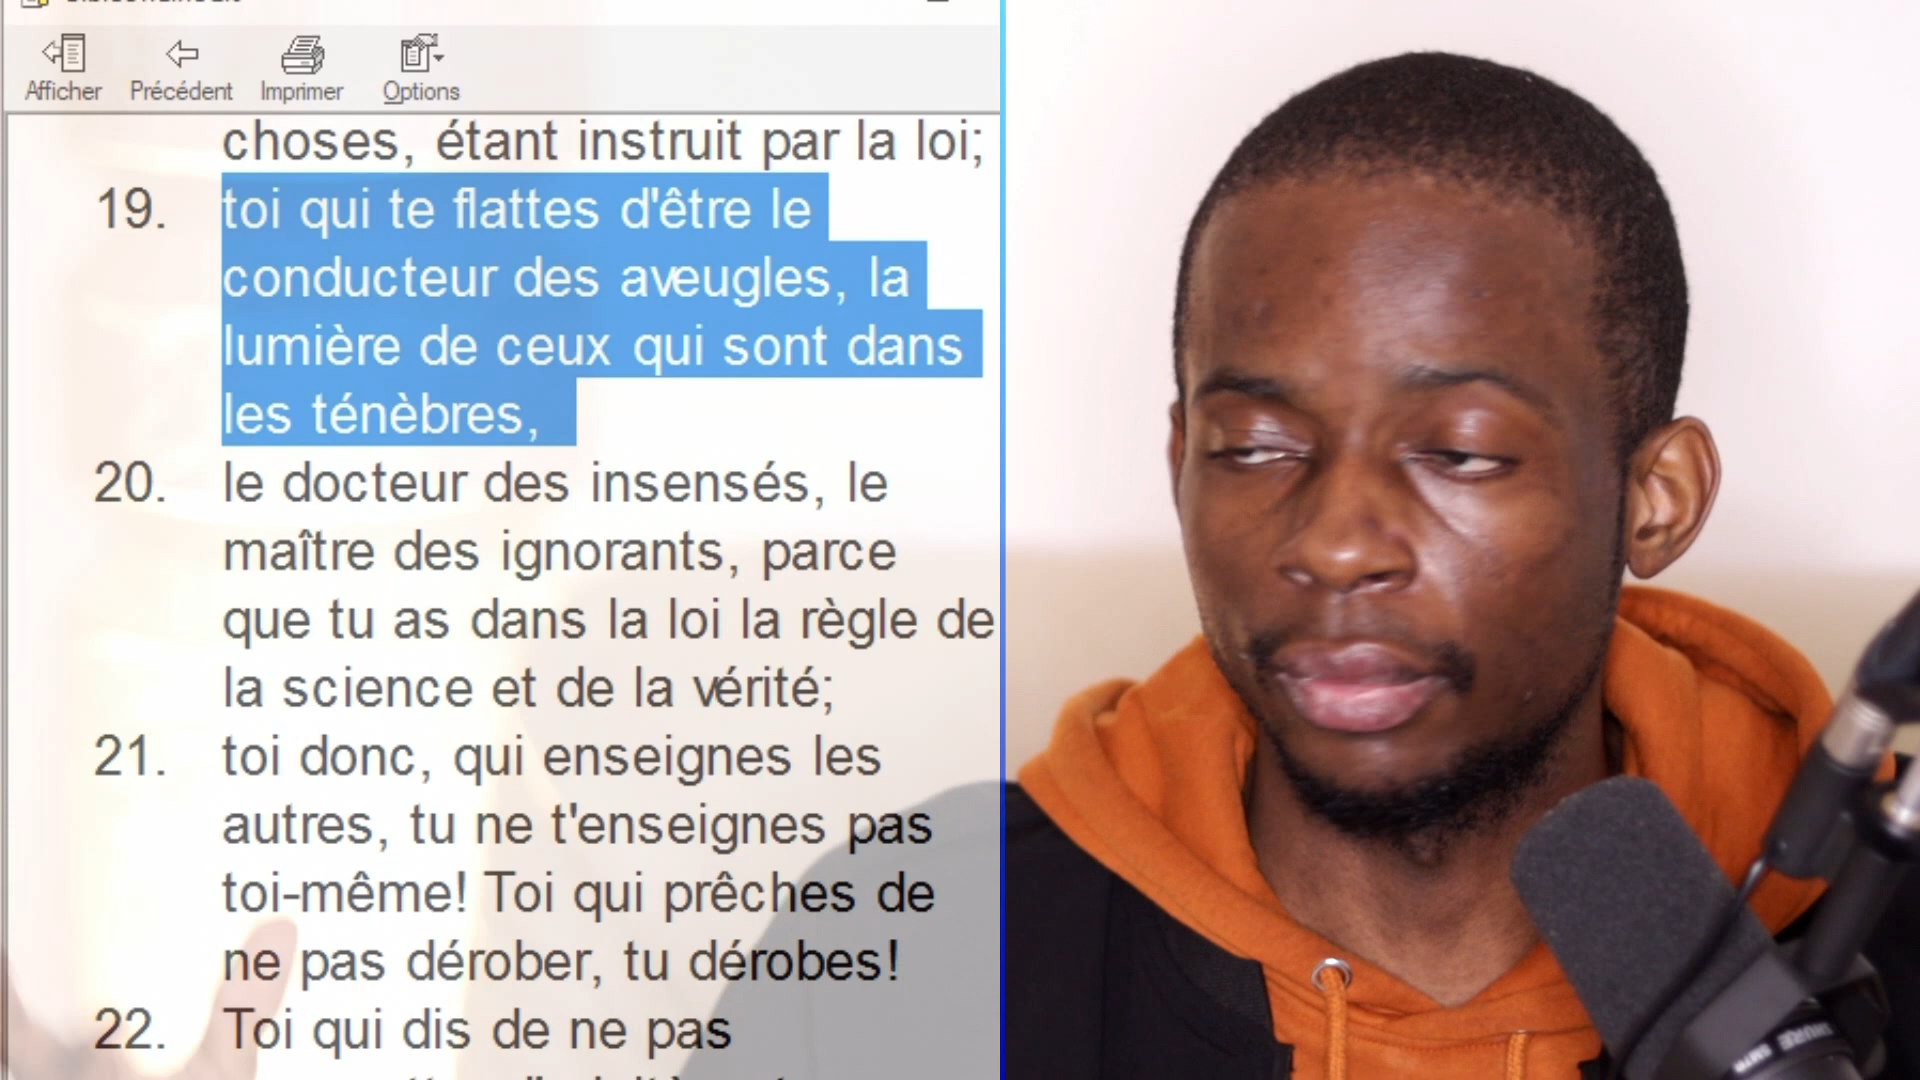 Afficher Précédent Imprimer Options
choses, étant instruit par la loi;
19. toi qui te flattes d'être le
conducteur des aveugles, la
lumière de ceux qui sont dans
les ténèbres,
20. le docteur des insensés, le
maître des ignorants, parce
que tu as dans la loi la règle de
la science et de la vérité;
21. toi donc, qui enseignes les
autres, tu ne t'enseignes pas
toi-même! Toi qui prêches de
ne pas dérober, tu dérobes!
22. Toi qui dis de ne pas
SHURE